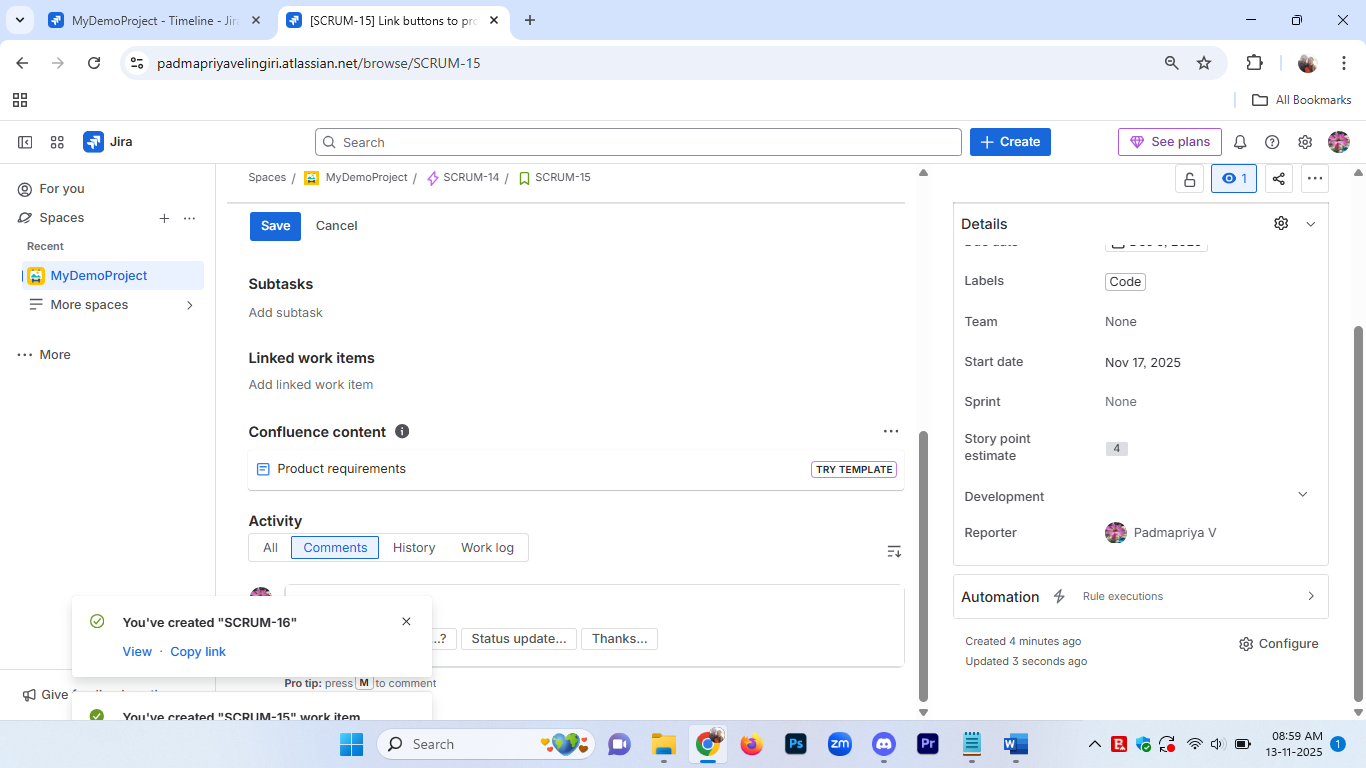 MyDemoProject - Timeline - Jir
[SCRUM-15] Link buttons to pro
padmapriyavelingiri.atlassian.net/browse/SCRUM-15
All Bookmarks
Jira
Search
Create
See plans
For you
Spaces
Recent
MyDemoProject
More spaces
More
Spaces / MyDemoProject / SCRUM-14 / SCRUM-15
1
Save
Cancel
Subtasks
Add subtask
Linked work items
Add linked work item
Confluence content
Product requirements
TRY TEMPLATE
Activity
All
Comments
History
Work log
...?
Status update...
Thanks...
Pro tip: press M to comment
Details
Due date
Labels
Code
Team
None
Start date
Nov 17, 2025
Sprint
None
Story point
estimate
4
Development
Reporter
Padmapriya V
Automation
Rule executions
Created 4 minutes ago
Updated 3 seconds ago
Configure
You've created "SCRUM-16"
View · Copy link
You've created "SCRUM-15" work item
Give
Search
08:59 AM
13-11-2025
1